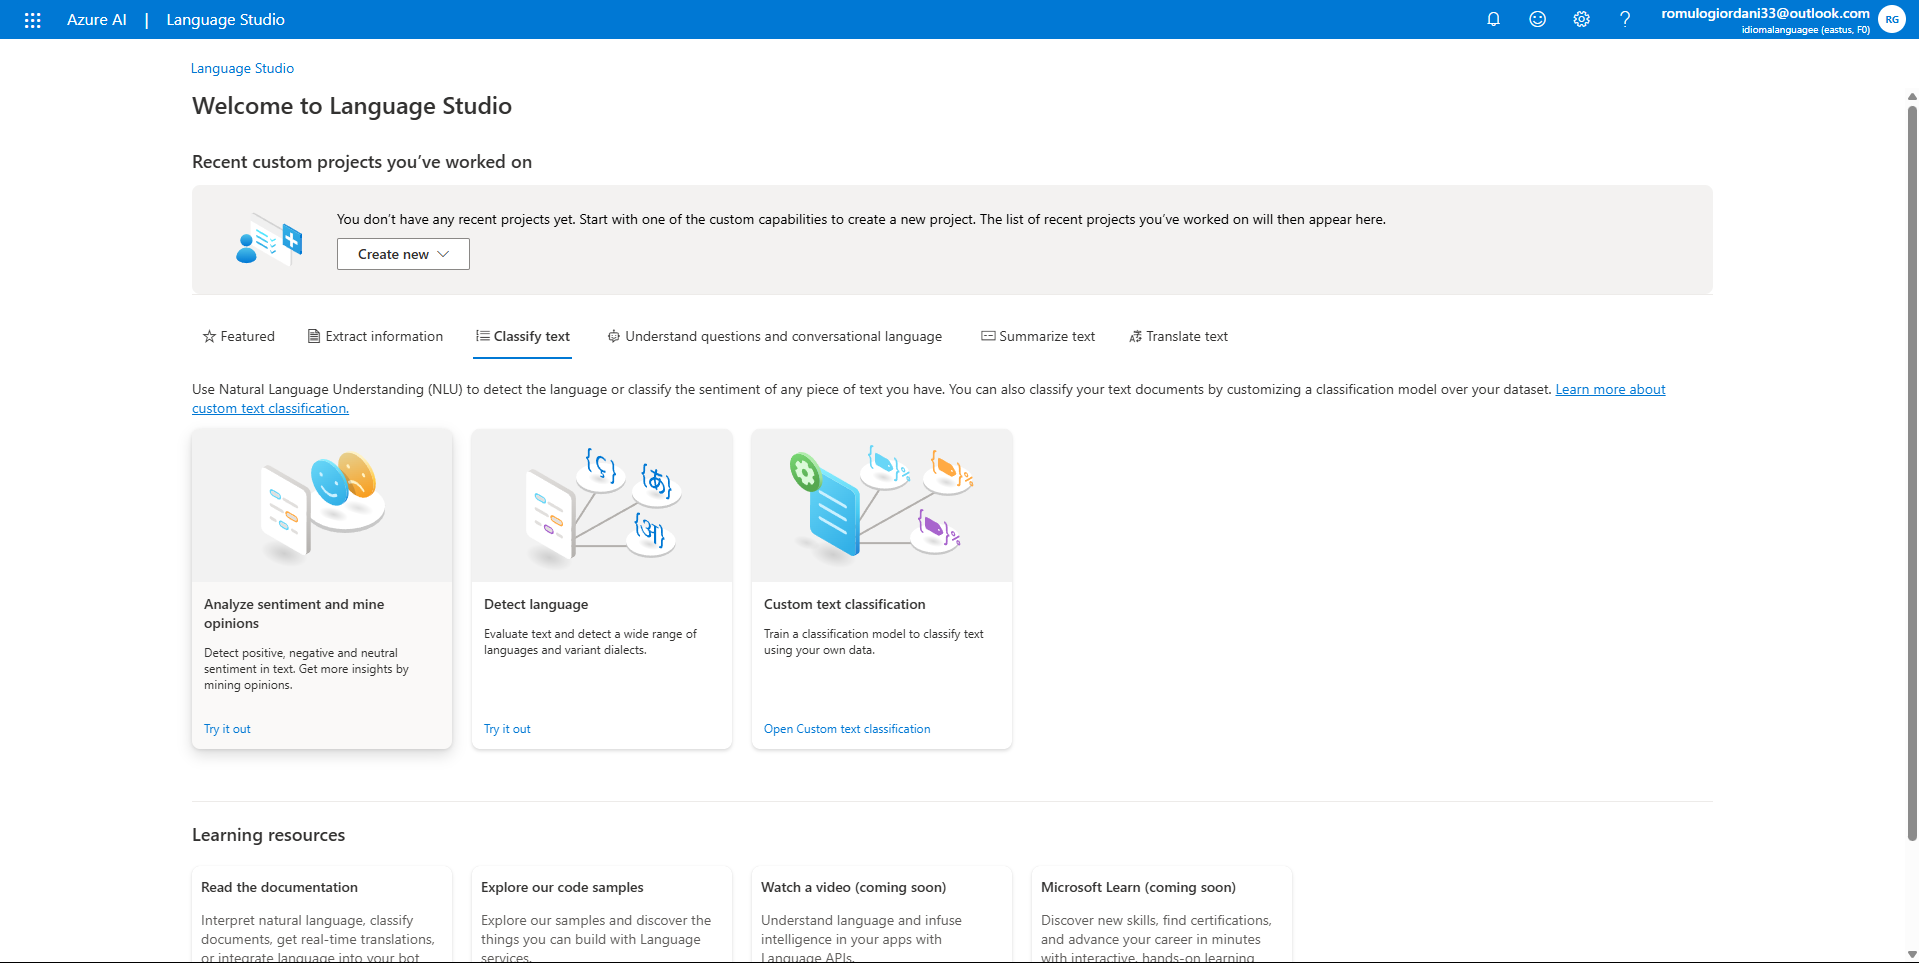 Azure AI | Language Studio
romulogiordani33@outlook.com
idiomalanguagee (eastus, F0)
RG
Language Studio
Welcome to Language Studio
Recent custom projects you've worked on
You don't have any recent projects yet. Start with one of the custom capabilities to create a new project. The list of recent projects you've worked on will then appear here.
Create new
Featured
Extract information
Classify text
Understand questions and conversational language
Summarize text
Translate text
Use Natural Language Understanding (NLU) to detect the language or classify the sentiment of any piece of text you have. You can also classify your text documents by customizing a classification model over your dataset. Learn more about
custom text classification.
{ç}
{あ}
{अ}
Analyze sentiment and mine
opinions
Detect positive, negative and neutral
sentiment in text. Get more insights by
mining opinions.
Try it out
Detect language
Evaluate text and detect a wide range of
languages and variant dialects.
Try it out
Custom text classification
Train a classification model to classify text
using your own data.
Open Custom text classification
Learning resources
Read the documentation
Interpret natural language, classify
documents, get real-time translations,
or integrate language into your bot
Explore our code samples
Explore our samples and discover the
things you can build with Language
services.
Watch a video (coming soon)
Understand language and infuse
intelligence in your apps with
Language APIs.
Microsoft Learn (coming soon)
Discover new skills, find certifications,
and advance your career in minutes
with interactive, hands-on learning